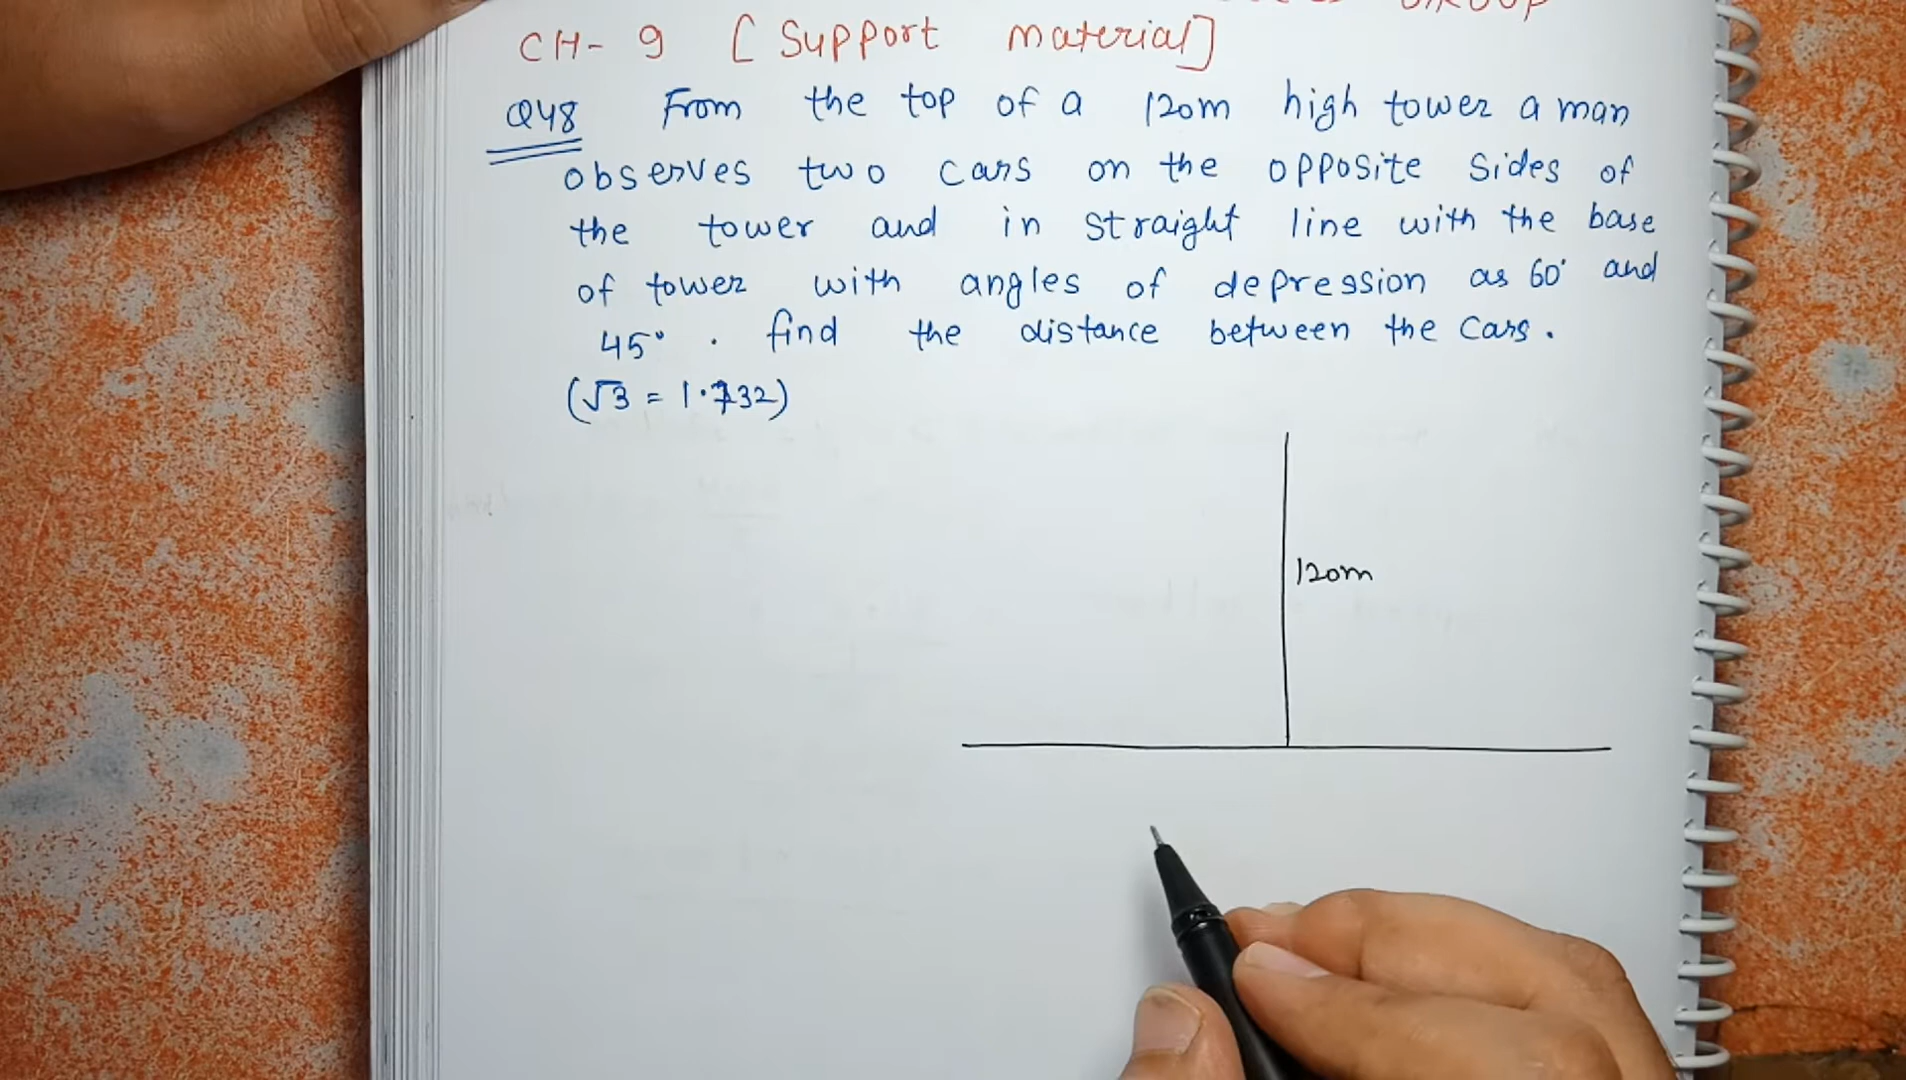 CH- 9 [Support material]
Q48 From the top of a 120m high tower a man
observes two cars on the opposite sides of
the tower and in straight line with the base
of tower with angles of depression as 60° and
45° . find the distance between the cars.
(√3 = 1.732)
120m